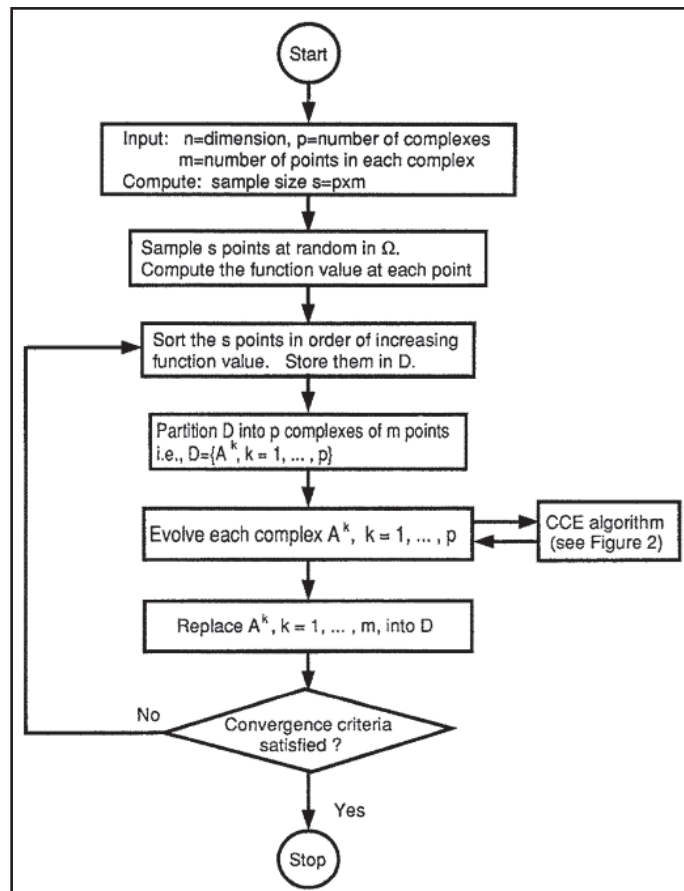 Start
Input: n=dimension, p=number of complexes
m=number of points in each complex
Compute: sample size s=pxm
Sample s points at random in Ω.
Compute the function value at each point
Sort the s points in order of increasing
function value. Store them in D.
Partition D into p complexes of m points
i.e., D={Aᵏ, k = 1, ... , p}
Evolve each complex Aᵏ, k = 1, ... , p
CCE algorithm
(see Figure 2)
Replace Aᵏ, k = 1, ... , m, into D
No
Convergence criteria
satisfied ?
Yes
Stop